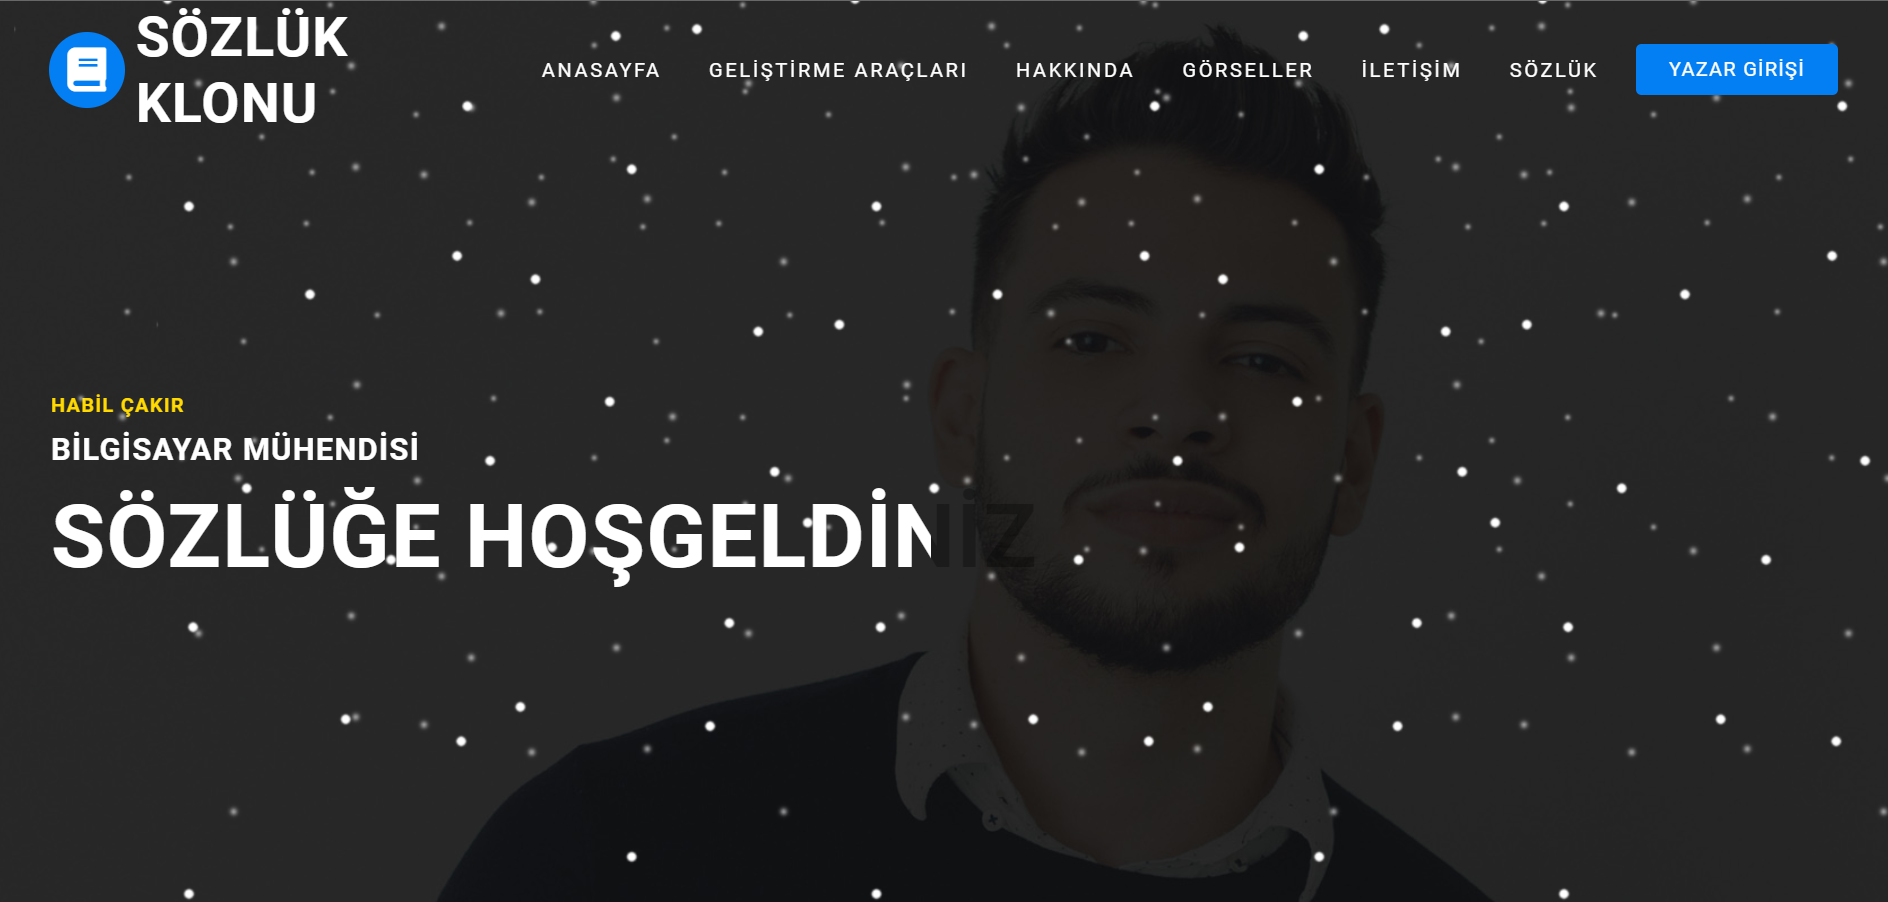 SÖZLÜK
KLONU
ANASAYFA GELİŞTİRME ARAÇLARI HAKKINDA GÖRSELLER İLETİŞİM SÖZLÜK YAZAR GİRİŞİ
HABİL ÇAKIR
BİLGİSAYAR MÜHENDİSİ
SÖZLÜĞE HOŞGELDİNİZ